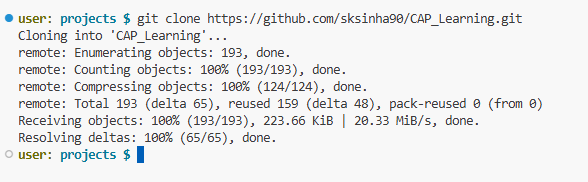 user: projects $ git clone https://github.com/sksinha90/CAP_Learning.git
Cloning into 'CAP_Learning'...
remote: Enumerating objects: 193, done.
remote: Counting objects: 100% (193/193), done.
remote: Compressing objects: 100% (124/124), done.
remote: Total 193 (delta 65), reused 159 (delta 48), pack-reused 0 (from 0)
Receiving objects: 100% (193/193), 223.66 KiB | 20.33 MiB/s, done.
Resolving deltas: 100% (65/65), done.
user: projects $